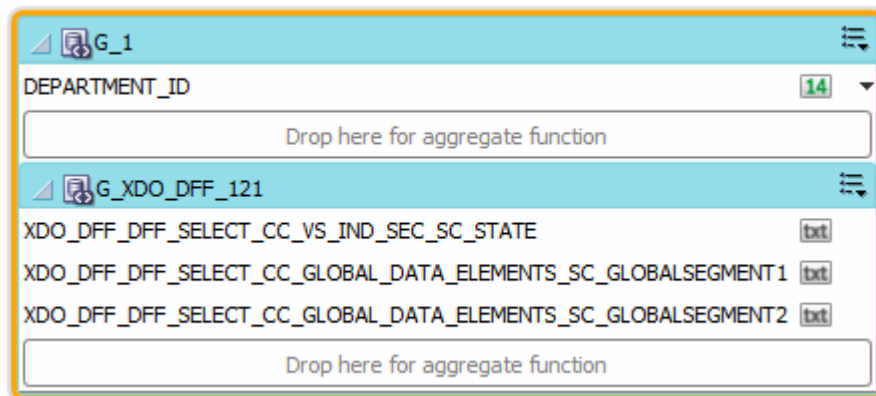 G_1
DEPARTMENT_ID 14
Drop here for aggregate function
G_XDO_DFF_121
XDO_DFF_DFF_SELECT_CC_VS_IND_SEC_SC_STATE txt
XDO_DFF_DFF_SELECT_CC_GLOBAL_DATA_ELEMENTS_SC_GLOBALSEGMENT1 txt
XDO_DFF_DFF_SELECT_CC_GLOBAL_DATA_ELEMENTS_SC_GLOBALSEGMENT2 txt
Drop here for aggregate function